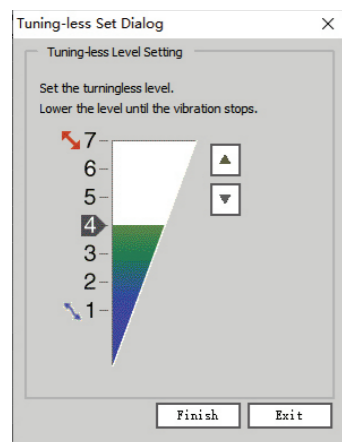 Tuning-less Set Dialog
Tuning-less Level Setting
Set the turningless level.
Lower the level until the vibration stops.
7
6
5
4
3
2
1
Finish Exit